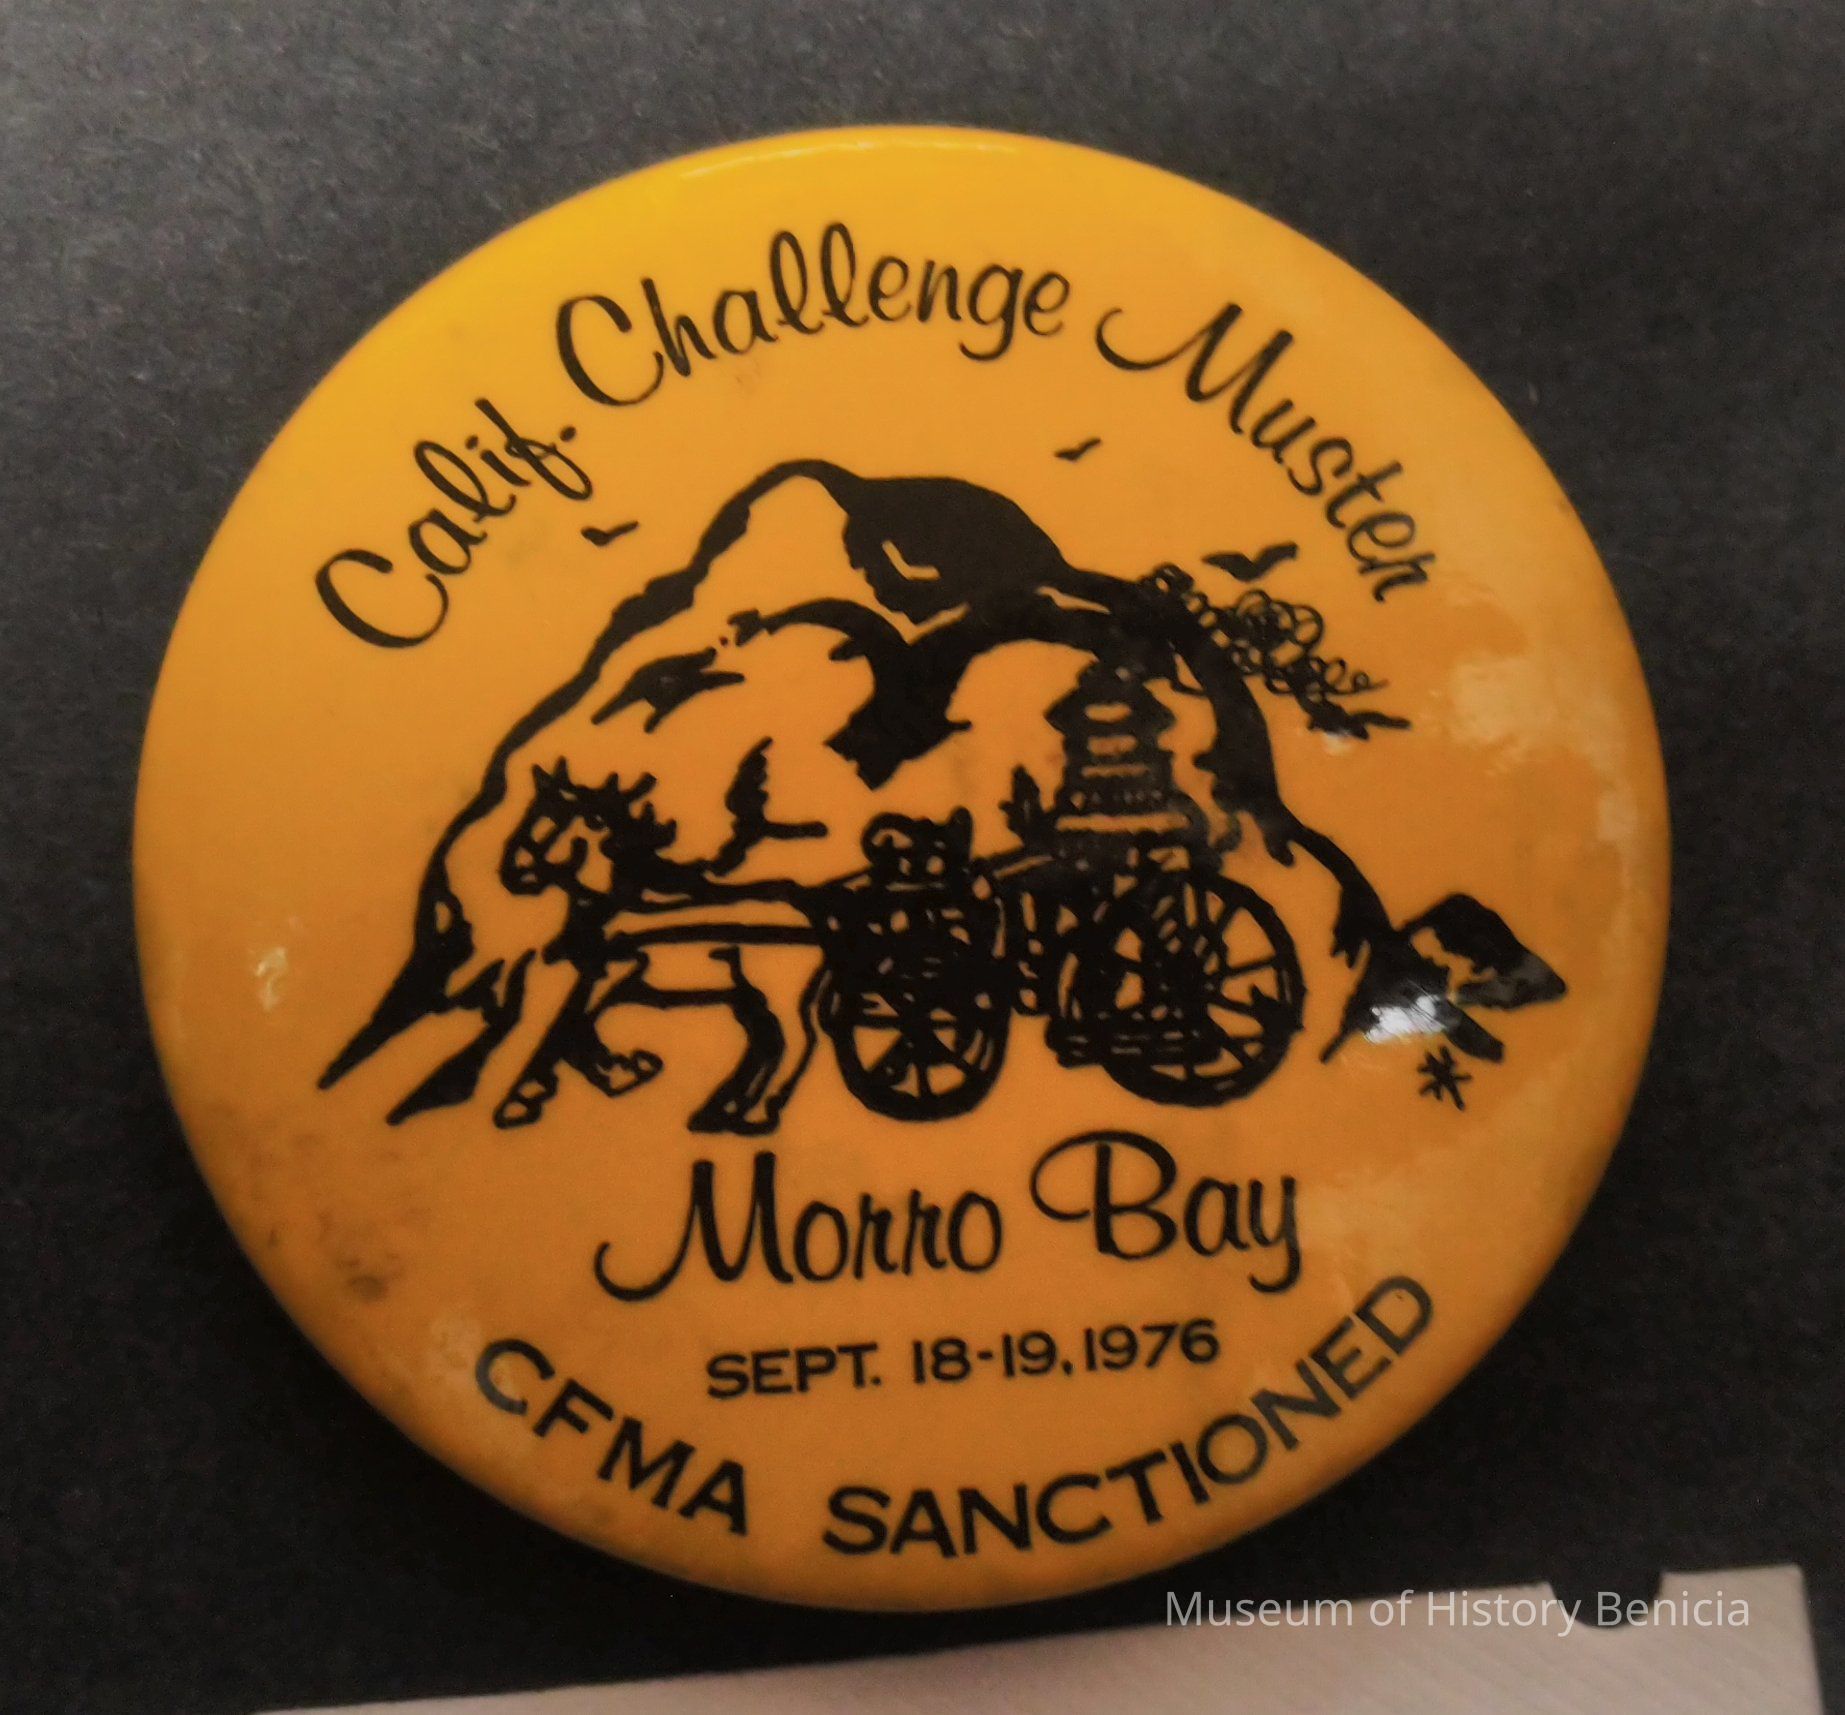 Calif. Challenge Muster
Morro Bay
SEPT. 18-19, 1976
CFMA SANCTIONED
Museum of History Benicia